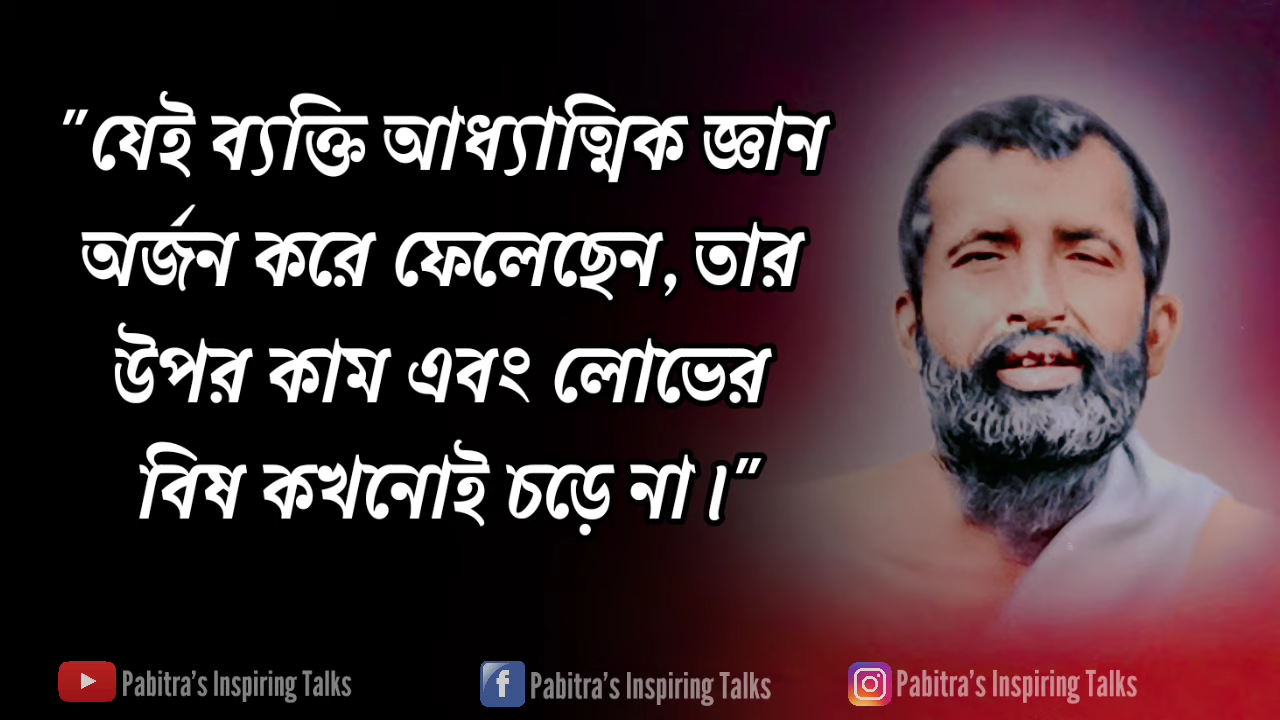 "যেই ব্যক্তি আধ্যাত্মিক জ্ঞান
অর্জন করে ফেলেছেন, তার
উপর কাম এবং লোভের
বিষ কখনোই চড়ে না।"
Pabitra's Inspiring Talks
Pabitra's Inspiring Talks
Pabitra's Inspiring Talks